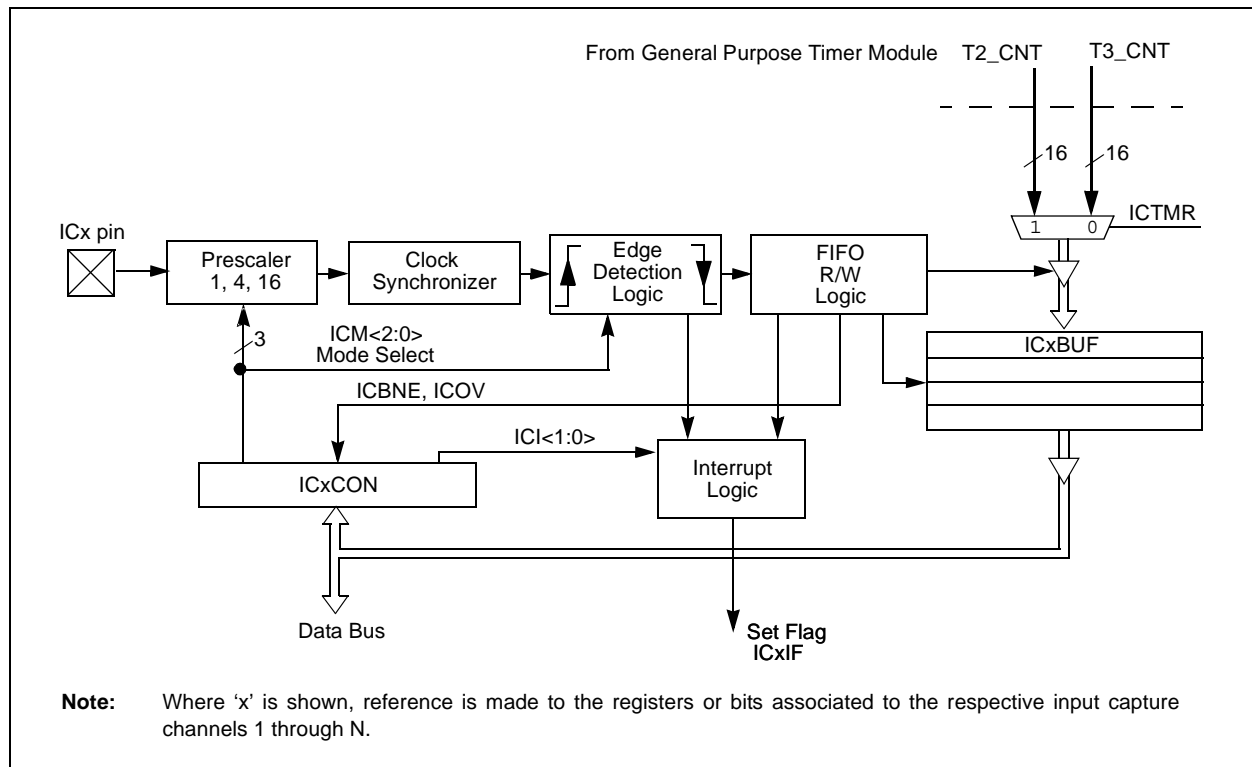 From General Purpose Timer Module T2_CNT T3_CNT
16 16
ICx pin
1 0 ICTMR
Prescaler
1, 4, 16
Clock
Synchronizer
Edge
Detection
Logic
FIFO
R/W
Logic
3
ICM<2:0>
Mode Select
ICxBUF
ICBNE, ICOV
ICI<1:0>
ICxCON
Interrupt
Logic
Data Bus
Set Flag
ICxIF
Note: Where ‘x’ is shown, reference is made to the registers or bits associated to the respective input capture
channels 1 through N.